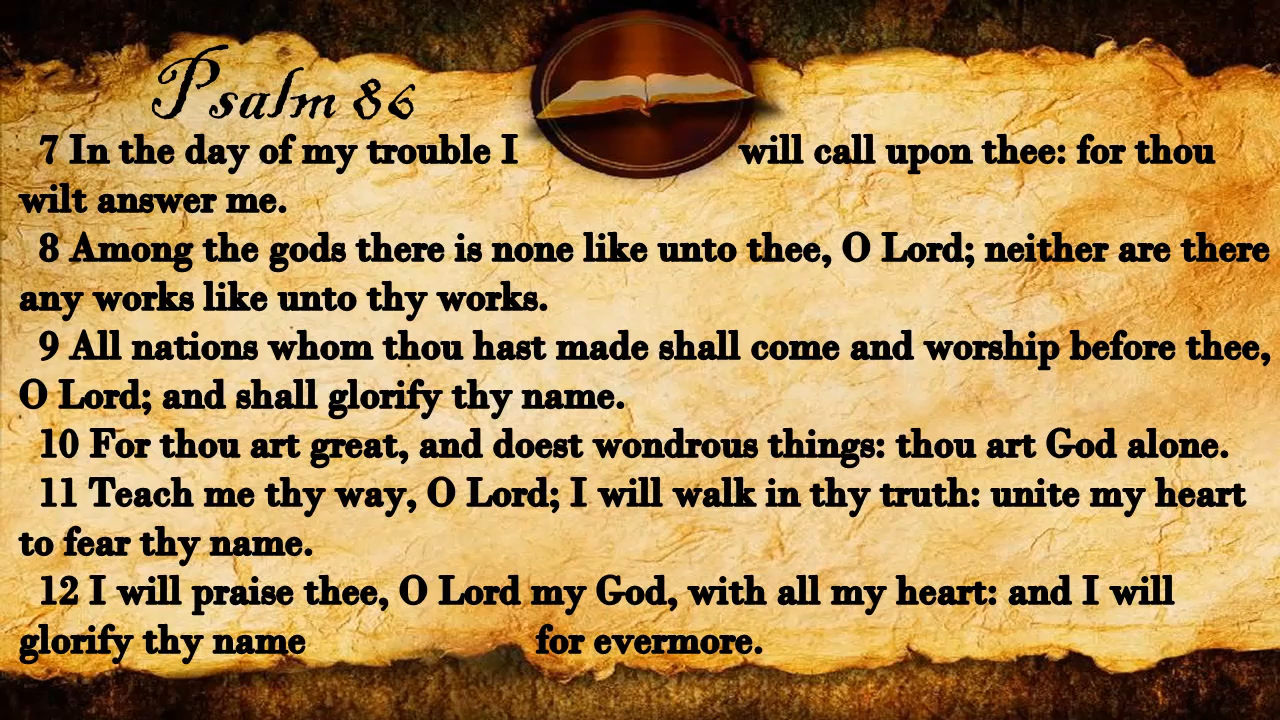 Psalm 86
7 In the day of my trouble I will call upon thee: for thou
wilt answer me.
8 Among the gods there is none like unto thee, O Lord; neither are there
any works like unto thy works.
9 All nations whom thou hast made shall come and worship before thee,
O Lord; and shall glorify thy name.
10 For thou art great, and doest wondrous things: thou art God alone.
11 Teach me thy way, O Lord; I will walk in thy truth: unite my heart
to fear thy name.
12 I will praise thee, O Lord my God, with all my heart: and I will
glorify thy name for evermore.